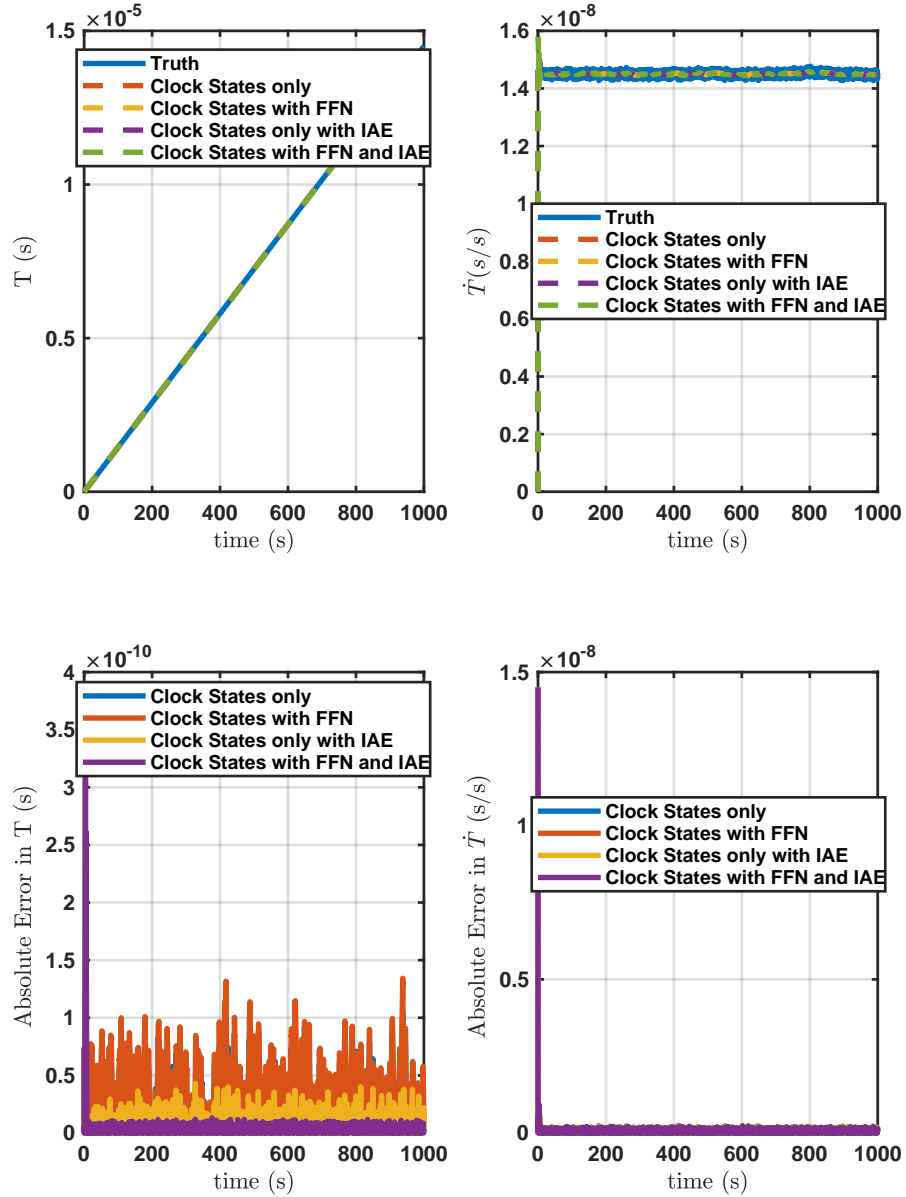 ×10⁻⁵
1.5
1
0.5
0
T (s)
Truth
Clock States only
Clock States with FFN
Clock States only with IAE
Clock States with FFN and IAE
0 200 400 600 800 1000
time (s)
×10⁻⁸
1.6
1.4
1.2
1
0.8
0.6
0.4
0.2
0
Ṫ(s/s)
Truth
Clock States only
Clock States with FFN
Clock States only with IAE
Clock States with FFN and IAE
0 200 400 600 800 1000
time (s)
×10⁻¹⁰
4
3.5
3
2.5
2
1.5
1
0.5
0
Absolute Error in T (s)
Clock States only
Clock States with FFN
Clock States only with IAE
Clock States with FFN and IAE
0 200 400 600 800 1000
time (s)
×10⁻⁸
1.5
1
0.5
0
Absolute Error in Ṫ (s/s)
Clock States only
Clock States with FFN
Clock States only with IAE
Clock States with FFN and IAE
0 200 400 600 800 1000
time (s)